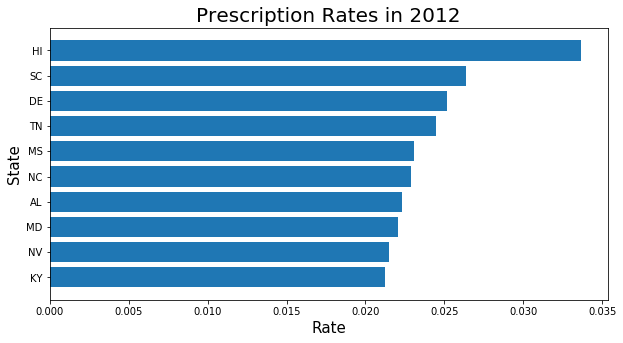 Prescription Rates in 2012
State
HI
SC
DE
TN
MS
NC
AL
MD
NV
KY
0.000 0.005 0.010 0.015 0.020 0.025 0.030 0.035
Rate